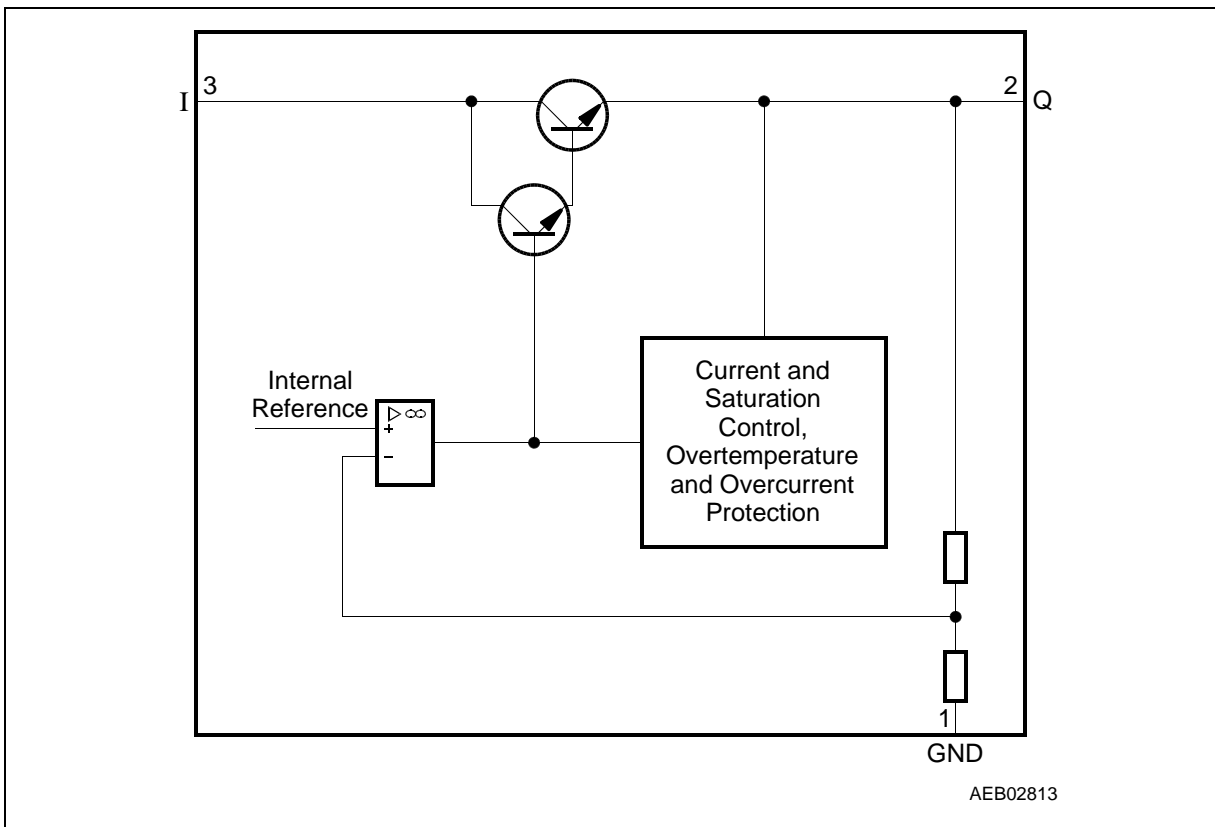 3
I
2
Q
Internal
Reference
▷ ∞
+
−
Current and
Saturation
Control,
Overtemperature
and Overcurrent
Protection
1
GND
AEB02813